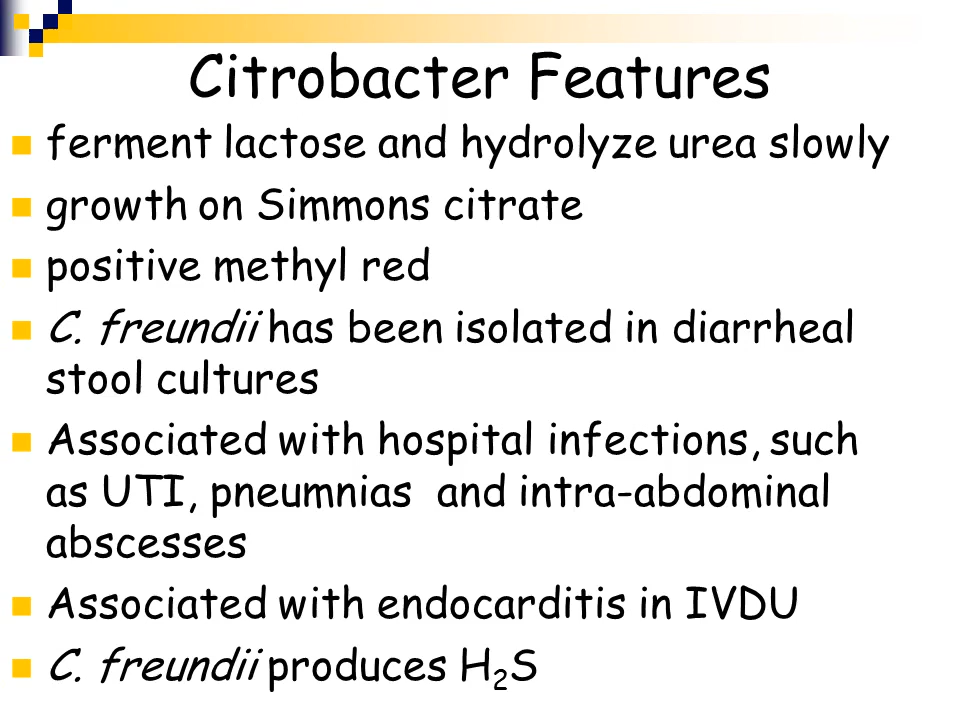 Citrobacter Features
ferment lactose and hydrolyze urea slowly
growth on Simmons citrate
positive methyl red
C. freundii has been isolated in diarrheal
stool cultures
Associated with hospital infections, such
as UTI, pneumnias and intra-abdominal
abscesses
Associated with endocarditis in IVDU
C. freundii produces H₂S